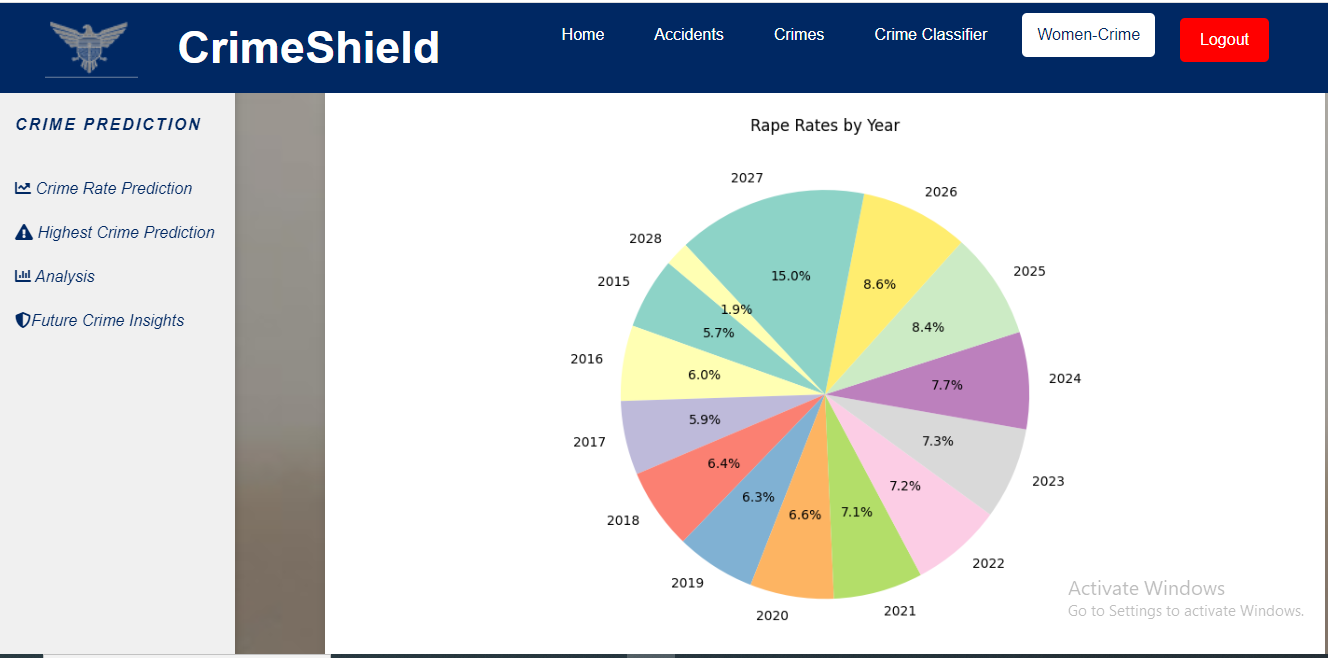 CrimeShield
Home
Accidents
Crimes
Crime Classifier
Women-Crime
Logout
CRIME PREDICTION
Crime Rate Prediction
Highest Crime Prediction
Analysis
Future Crime Insights
Rape Rates by Year
2027
2026
2028
2025
2015
15.0%
8.6%
1.9%
8.4%
5.7%
2016
6.0%
7.7%
2024
5.9%
7.3%
2017
6.4%
7.2%
2023
6.3%
6.6%
7.1%
2018
2022
2019
2020
2021
Activate Windows
Go to Settings to activate Windows.